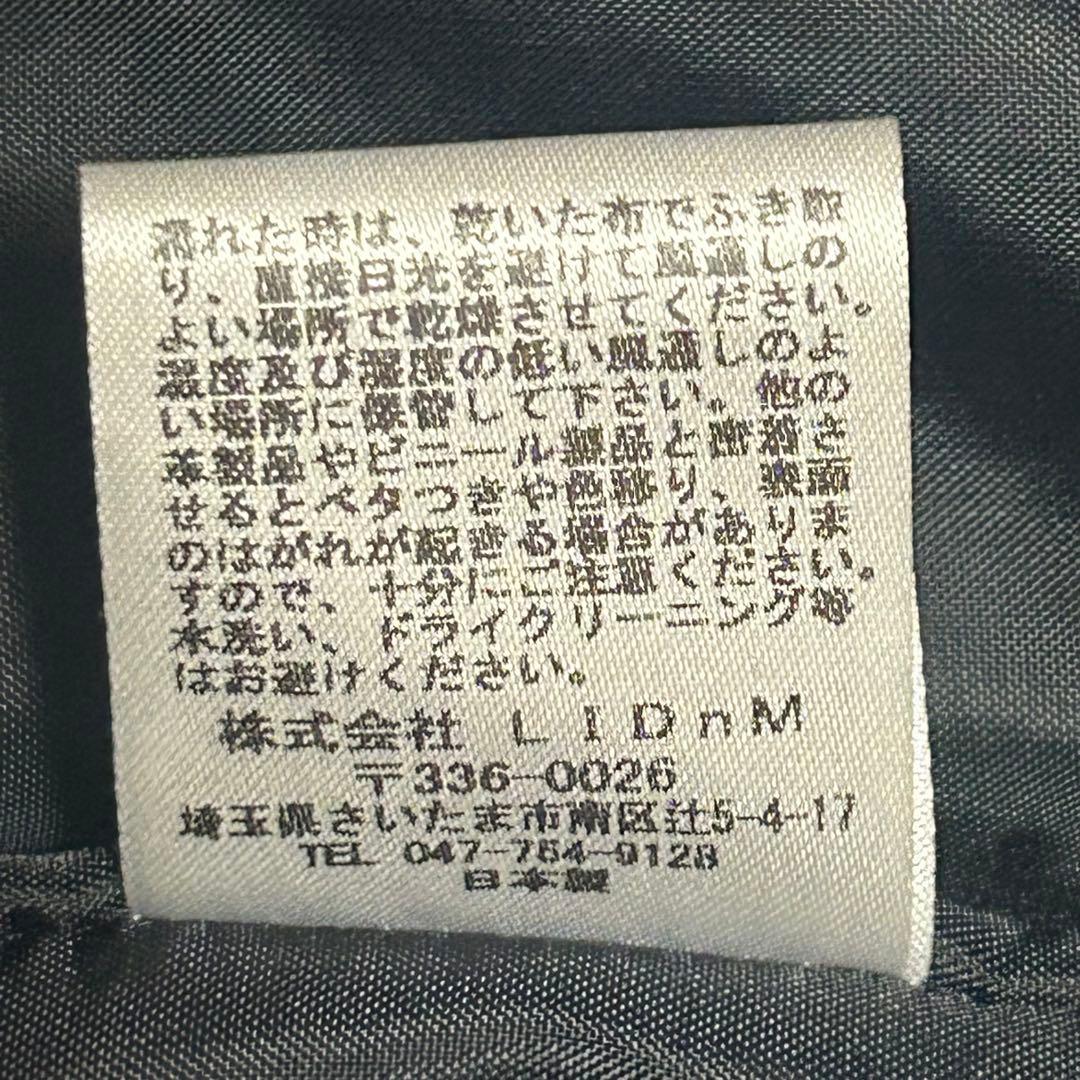 濡れた時は、乾いた布でふき取
り、直接日光を避けて風通しの
よい場所で乾燥させてください。
温度及び湿度の低い風通しのよ
い場所に保管して下さい。他の
革製品やビニール製品と、密着さ
せるとベタつきや色移り、表面
のはがれが起きる場合がありま
すので、十分にご注意ください。
水洗い、ドライクリーニング等
はお避けください。
株式会社 LIDnM
〒336-0026
埼玉県さいたま市南区辻5-4-17
TEL 047-764-9128
日本製